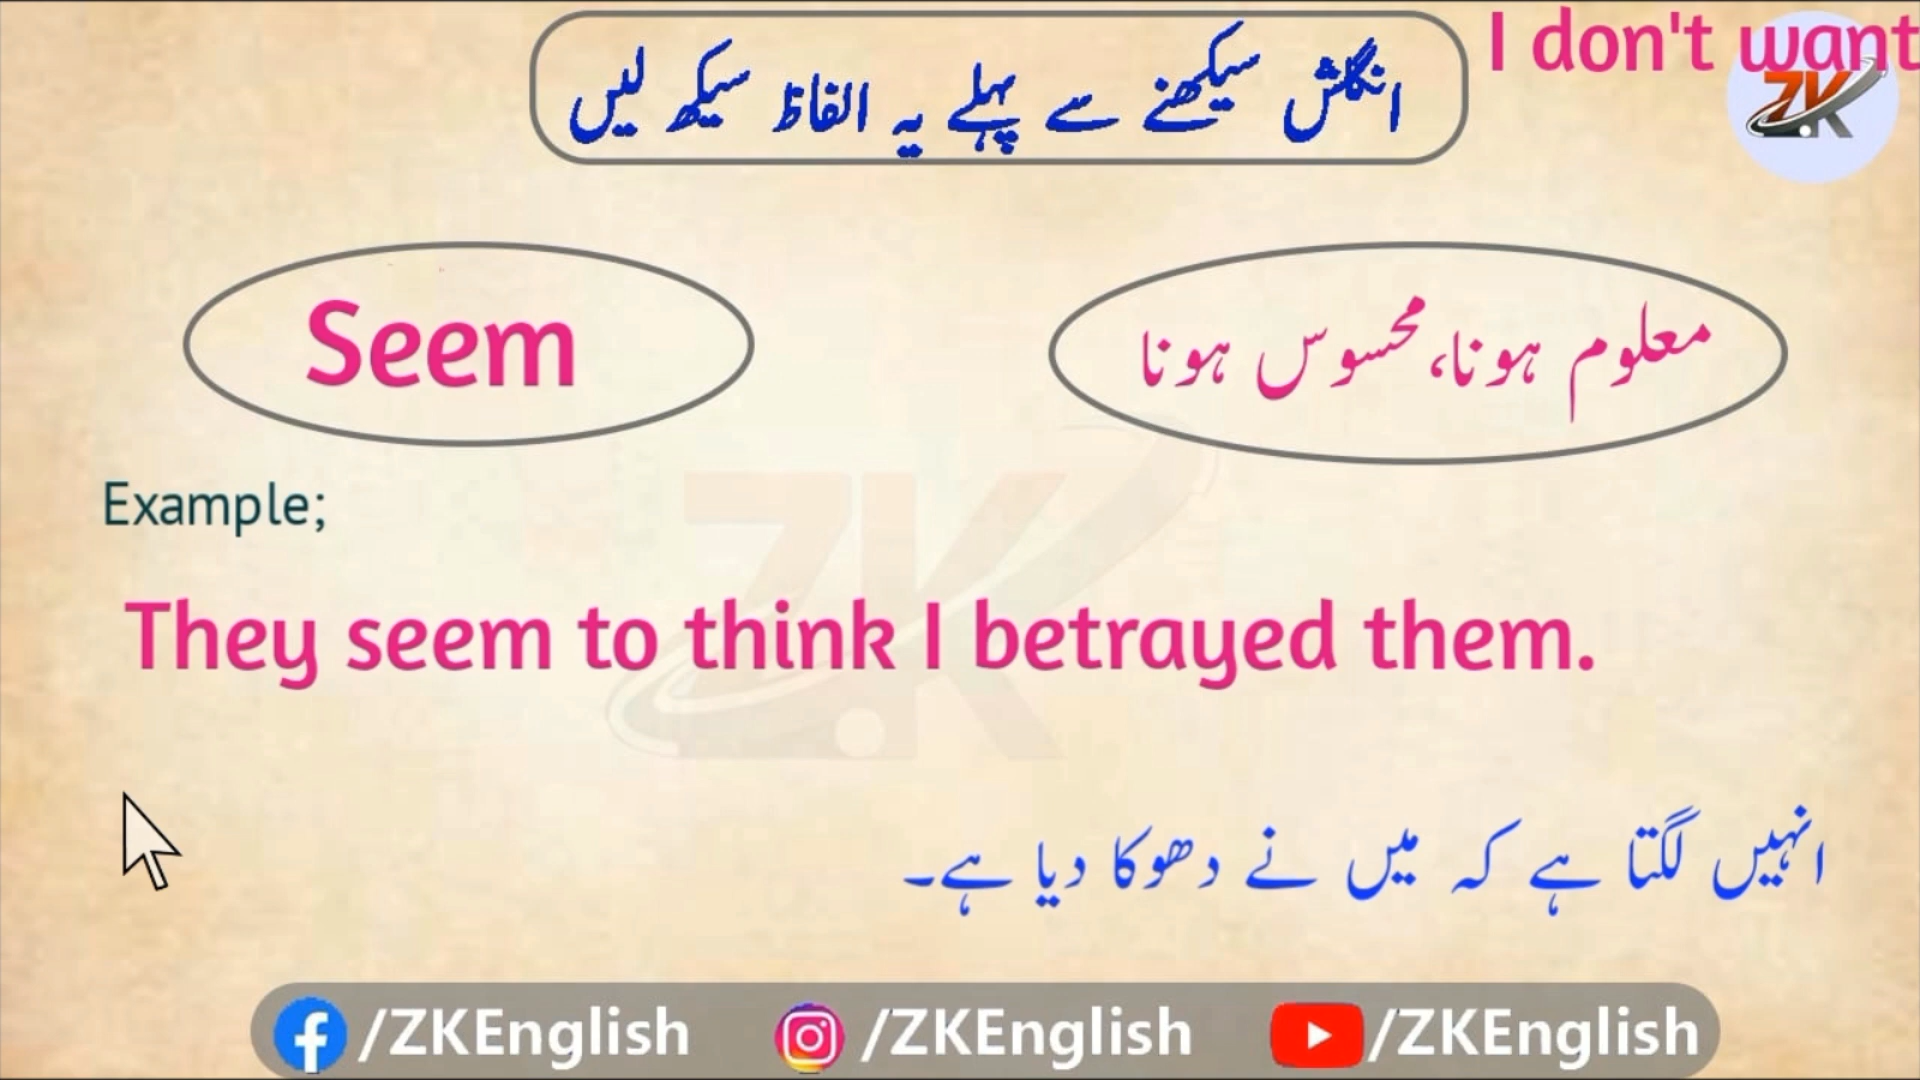 I don't want
انگلش سیکھنے سے پہلے یہ الفاظ سیکھ لیں
ZK
Seem
معلوم ہونا، محسوس ہونا
Example;
They seem to think I betrayed them.
انہیں لگتا ہے کہ میں نے دھوکا دیا ہے۔
/ZKEnglish /ZKEnglish /ZKEnglish